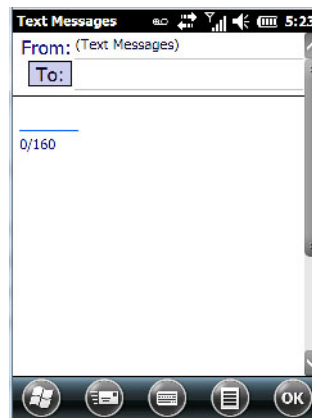 Text Messages 5:23
From: (Text Messages)
To:
0/160
OK